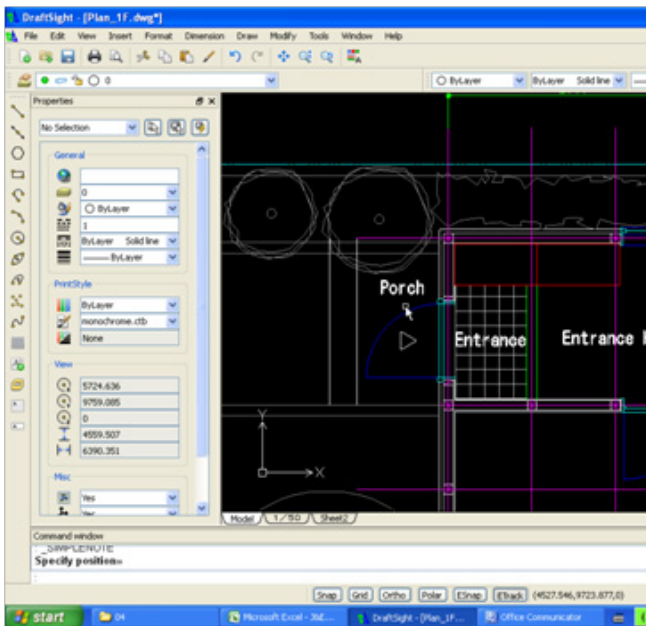 DraftSight - [Plan_1F.dwg*]
File Edit View Insert Format Dimension Draw Modify Tools Window Help
0 ByLayer ByLayer Solid line
Properties
No Selection
General
0
ByLayer
1
ByLayer Solid line
ByLayer
PrintStyle
ByLayer
monochrome.ctb
None
View
5724.636
9759.085
0
4559.507
6390.351
Misc
Yes
Yes
Porch
Entrance Entrance
Y
X
Model 1/50 Sheet2
Command window
: _SIMPLENOTE
Specify position»
:
Snap Grid Ortho Polar ESnap ETrack (4527.546,9723.877,0)
start 04 Microsoft Excel - DraftSight - [Plan_1F... Office Communicator